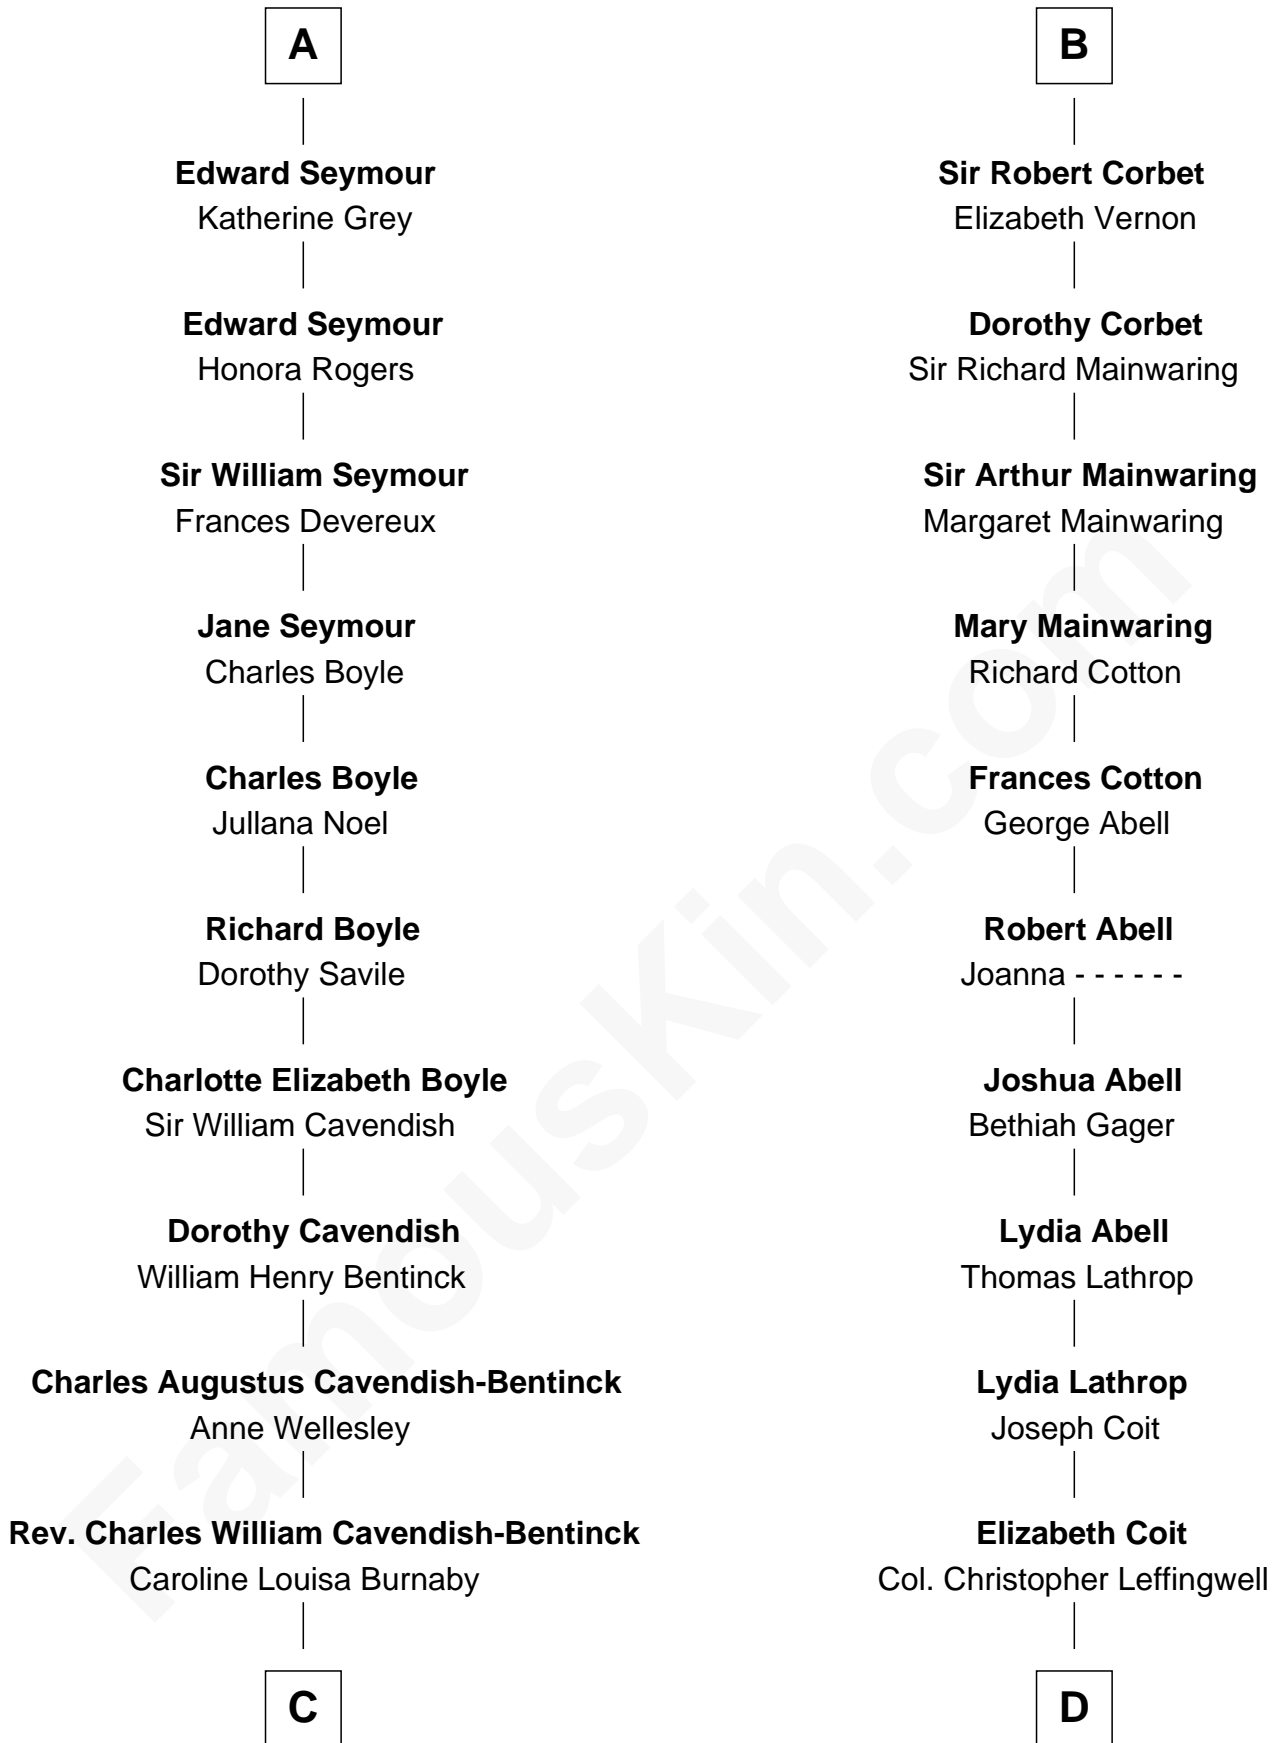 A
Edward Seymour
Katherine Grey
Edward Seymour
Honora Rogers
Sir William Seymour
Frances Devereux
Jane Seymour
Charles Boyle
Charles Boyle
Jullana Noel
Richard Boyle
Dorothy Savile
Charlotte Elizabeth Boyle
Sir William Cavendish
Dorothy Cavendish
William Henry Bentinck
Charles Augustus Cavendish-Bentinck
Anne Wellesley
Rev. Charles William Cavendish-Bentinck
Caroline Louisa Burnaby
C
B
Sir Robert Corbet
Elizabeth Vernon
Dorothy Corbet
Sir Richard Mainwaring
Sir Arthur Mainwaring
Margaret Mainwaring
Mary Mainwaring
Richard Cotton
Frances Cotton
George Abell
Robert Abell
Joanna - - - - - -
Joshua Abell
Bethiah Gager
Lydia Abell
Thomas Lathrop
Lydia Lathrop
Joseph Coit
Elizabeth Coit
Col. Christopher Leffingwell
D
FamousKin.com